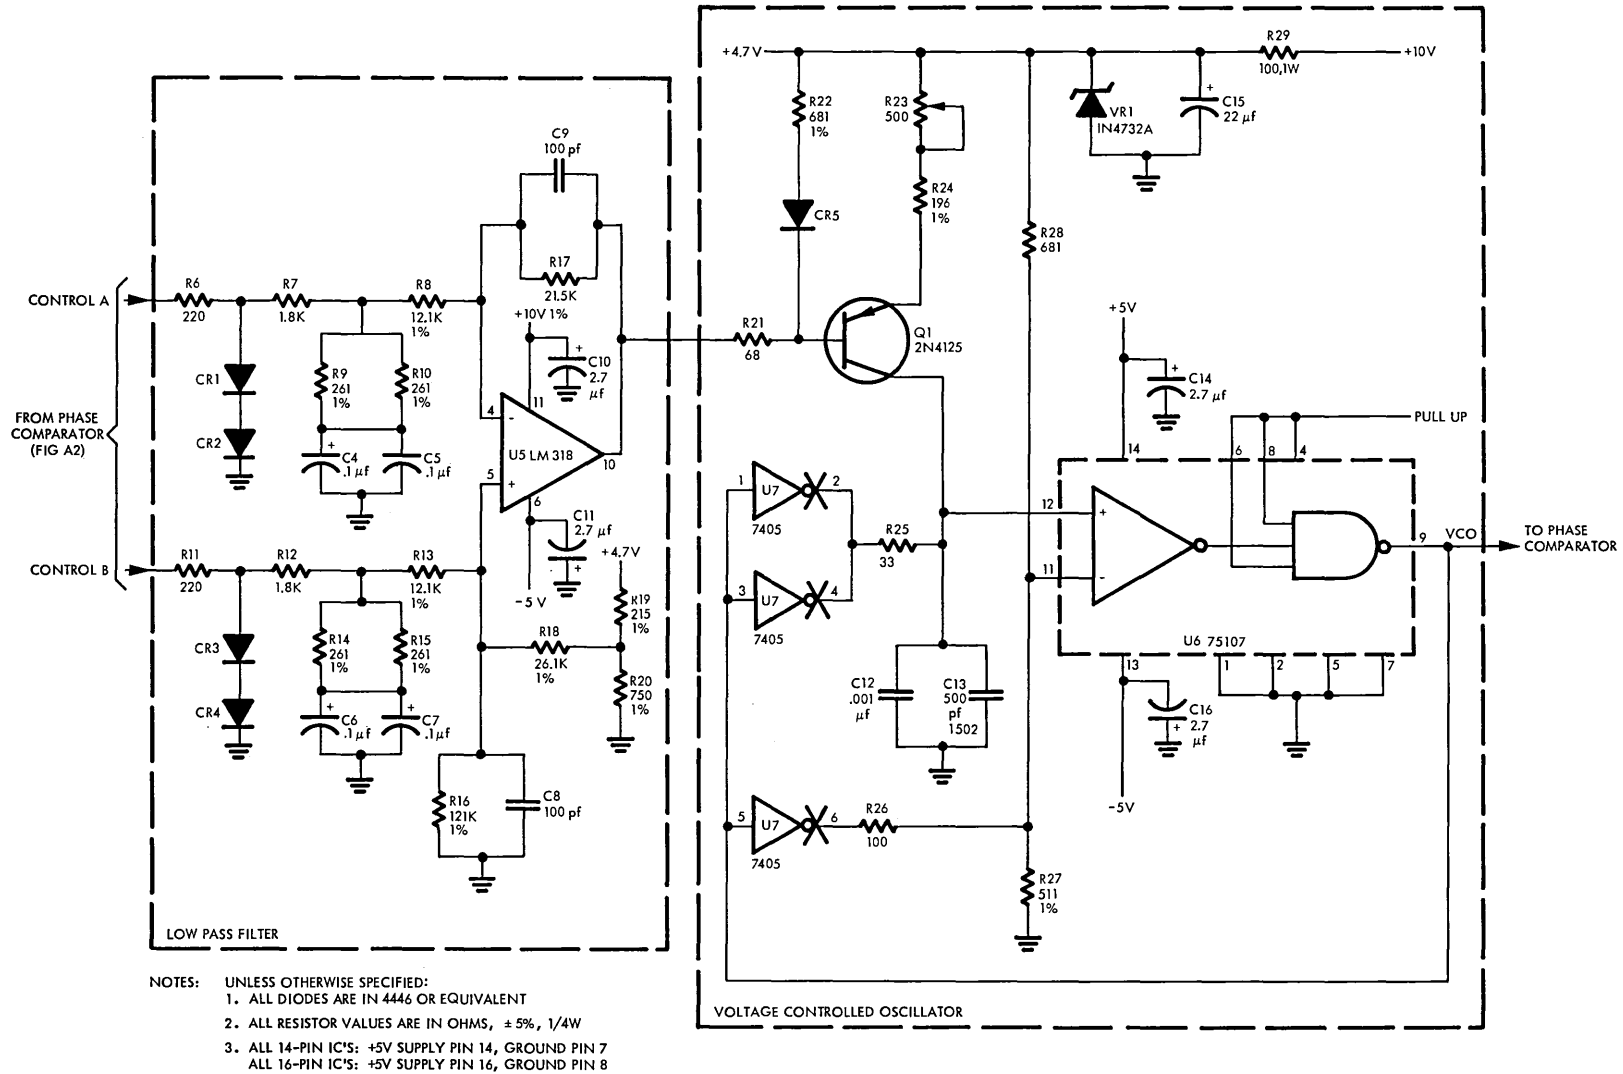 +4.7V
R29
100,1W
+10V
R22
681
1%
R23
500
VR1
IN4732A
+
C15
22 µf
C9
100 pf
R24
196
1%
CR5
R28
681
R17
21.5K
1%
CONTROL A
R6
220
R7
1.8K
R8
12.1K
1%
+10V
+
C10
2.7
µf
R21
68
Q1
2N4125
+5V
CR1
R9
261
1%
R10
261
1%
+
C14
2.7 µf
FROM PHASE
COMPARATOR
(FIG A2)
CR2
+
C4
.1 µf
+
C5
.1 µf
4
-
11
U5 LM 318
10
5
+
6
PULL UP
14
6
8
4
1
U7
2
7405
C11
2.7 µf
+
12
+
9
VCO
TO PHASE
COMPARATOR
R25
33
CONTROL B
R11
220
R12
1.8K
R13
12.1K
1%
+4.7V
-5 V
3
U7
4
7405
11
-
R19
215
1%
CR3
R14
261
1%
R15
261
1%
R18
26.1K
1%
U6 75107
13
1
2
5
7
R20
750
1%
C12
.001
µf
C13
500
pf
1502
CR4
+
C6
.1 µf
+
C7
.1 µf
C16
2.7
µf
+
-5V
R16
121K
1%
C8
100 pf
5
U7
6
7405
R26
100
R27
511
1%
LOW PASS FILTER
VOLTAGE CONTROLLED OSCILLATOR
NOTES: UNLESS OTHERWISE SPECIFIED:
1. ALL DIODES ARE IN 4446 OR EQUIVALENT
2. ALL RESISTOR VALUES ARE IN OHMS, ± 5%, 1/4W
3. ALL 14-PIN IC'S: +5V SUPPLY PIN 14, GROUND PIN 7
ALL 16-PIN IC'S: +5V SUPPLY PIN 16, GROUND PIN 8